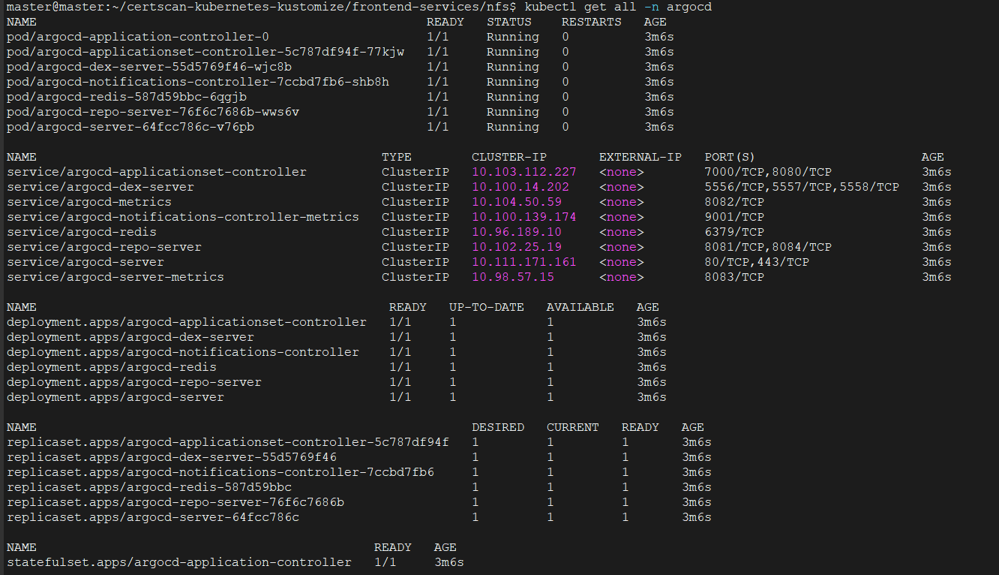 master@master:~/certscan-kubernetes-kustomize/frontend-services/nfs$ kubectl get all -n argocd
NAME READY STATUS RESTARTS AGE
pod/argocd-application-controller-0 1/1 Running 0 3m6s
pod/argocd-applicationset-controller-5c787df94f-77kjw 1/1 Running 0 3m6s
pod/argocd-dex-server-55d5769f46-wjc8b 1/1 Running 0 3m6s
pod/argocd-notifications-controller-7ccbd7fb6-shb8h 1/1 Running 0 3m6s
pod/argocd-redis-587d59bbc-6qgjb 1/1 Running 0 3m6s
pod/argocd-repo-server-76f6c7686b-wws6v 1/1 Running 0 3m6s
pod/argocd-server-64fcc786c-v76pb 1/1 Running 0 3m6s
NAME TYPE CLUSTER-IP EXTERNAL-IP PORT(S) AGE
service/argocd-applicationset-controller ClusterIP 10.103.112.227 <none> 7000/TCP,8080/TCP 3m6s
service/argocd-dex-server ClusterIP 10.100.14.202 <none> 5556/TCP,5557/TCP,5558/TCP 3m6s
service/argocd-metrics ClusterIP 10.104.50.59 <none> 8082/TCP 3m6s
service/argocd-notifications-controller-metrics ClusterIP 10.100.139.174 <none> 9001/TCP 3m6s
service/argocd-redis ClusterIP 10.96.189.10 <none> 6379/TCP 3m6s
service/argocd-repo-server ClusterIP 10.102.25.19 <none> 8081/TCP,8084/TCP 3m6s
service/argocd-server ClusterIP 10.111.171.161 <none> 80/TCP,443/TCP 3m6s
service/argocd-server-metrics ClusterIP 10.98.57.15 <none> 8083/TCP 3m6s
NAME READY UP-TO-DATE AVAILABLE AGE
deployment.apps/argocd-applicationset-controller 1/1 1 1 3m6s
deployment.apps/argocd-dex-server 1/1 1 1 3m6s
deployment.apps/argocd-notifications-controller 1/1 1 1 3m6s
deployment.apps/argocd-redis 1/1 1 1 3m6s
deployment.apps/argocd-repo-server 1/1 1 1 3m6s
deployment.apps/argocd-server 1/1 1 1 3m6s
NAME DESIRED CURRENT READY AGE
replicaset.apps/argocd-applicationset-controller-5c787df94f 1 1 1 3m6s
replicaset.apps/argocd-dex-server-55d5769f46 1 1 1 3m6s
replicaset.apps/argocd-notifications-controller-7ccbd7fb6 1 1 1 3m6s
replicaset.apps/argocd-redis-587d59bbc 1 1 1 3m6s
replicaset.apps/argocd-repo-server-76f6c7686b 1 1 1 3m6s
replicaset.apps/argocd-server-64fcc786c 1 1 1 3m6s
NAME READY AGE
statefulset.apps/argocd-application-controller 1/1 3m6s